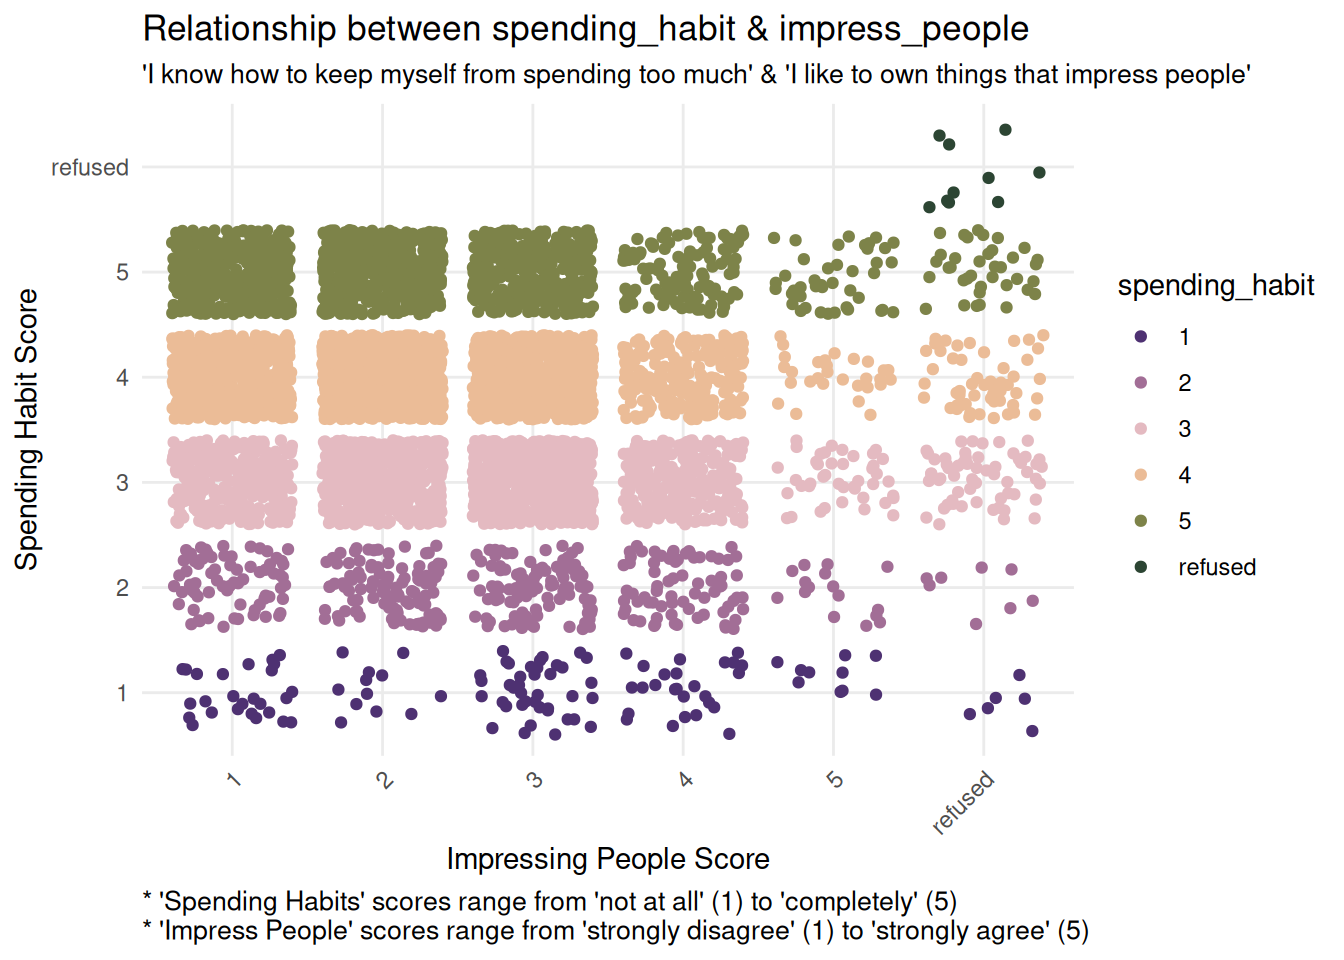 Relationship between spending_habit & impress_people
'I know how to keep myself from spending too much' & 'I like to own things that impress people'
Spending Habit Score
refused
5
4
3
2
1
1
2
3
4
5
refused
Impressing People Score
spending_habit
1
2
3
4
5
refused
* 'Spending Habits' scores range from 'not at all' (1) to 'completely' (5)
* 'Impress People' scores range from 'strongly disagree' (1) to 'strongly agree' (5)